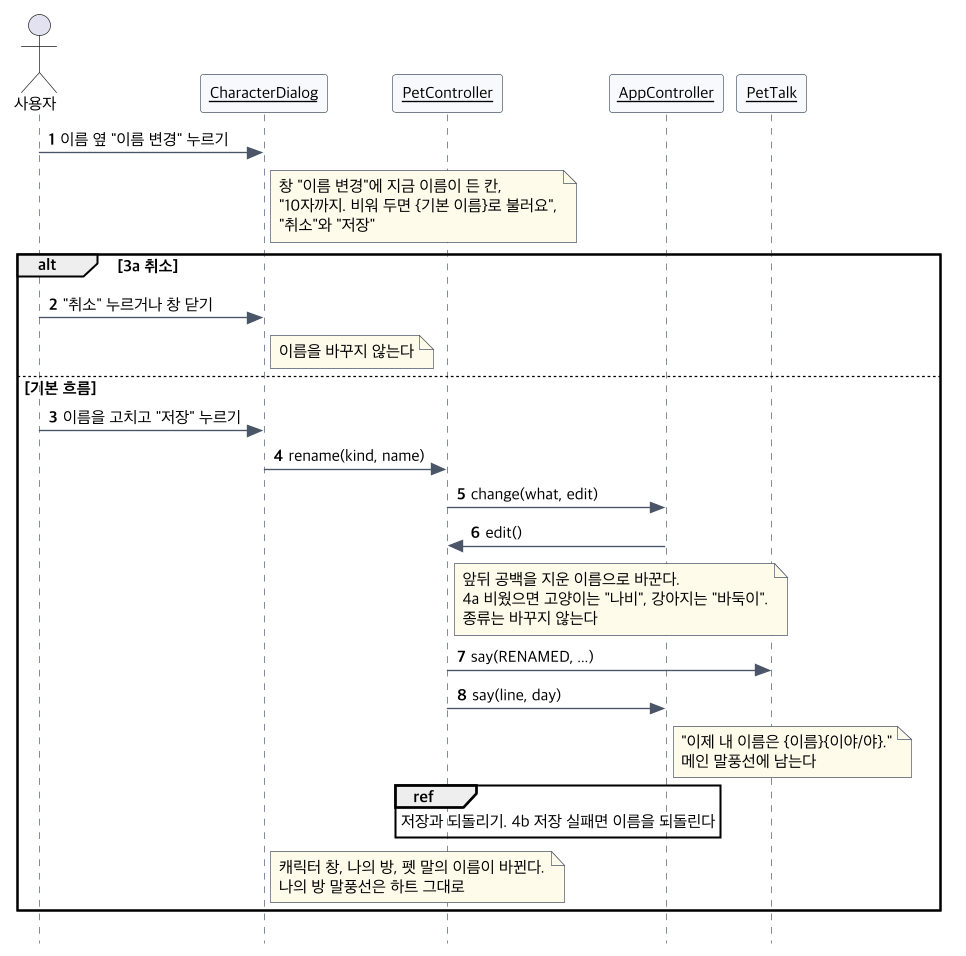 사용자
CharacterDialog
PetController
AppController
PetTalk
1 이름 옆 "이름 변경" 누르기
창 "이름 변경"에 지금 이름이 든 칸,
"10자까지. 비워 두면 {기본 이름}로 불러요",
"취소"와 "저장"
alt
[3a 취소]
2 "취소" 누르거나 창 닫기
이름을 바꾸지 않는다
[기본 흐름]
3 이름을 고치고 "저장" 누르기
4 rename(kind, name)
5 change(what, edit)
6 edit()
앞뒤 공백을 지운 이름으로 바꾼다.
4a 비웠으면 고양이는 "나비", 강아지는 "바둑이".
종류는 바꾸지 않는다
7 say(RENAMED, ...)
8 say(line, day)
"이제 내 이름은 {이름}{이야/야}."
메인 말풍선에 남는다
ref
저장과 되돌리기. 4b 저장 실패면 이름을 되돌린다
캐릭터 창, 나의 방, 펫 말의 이름이 바뀐다.
나의 방 말풍선은 하트 그대로